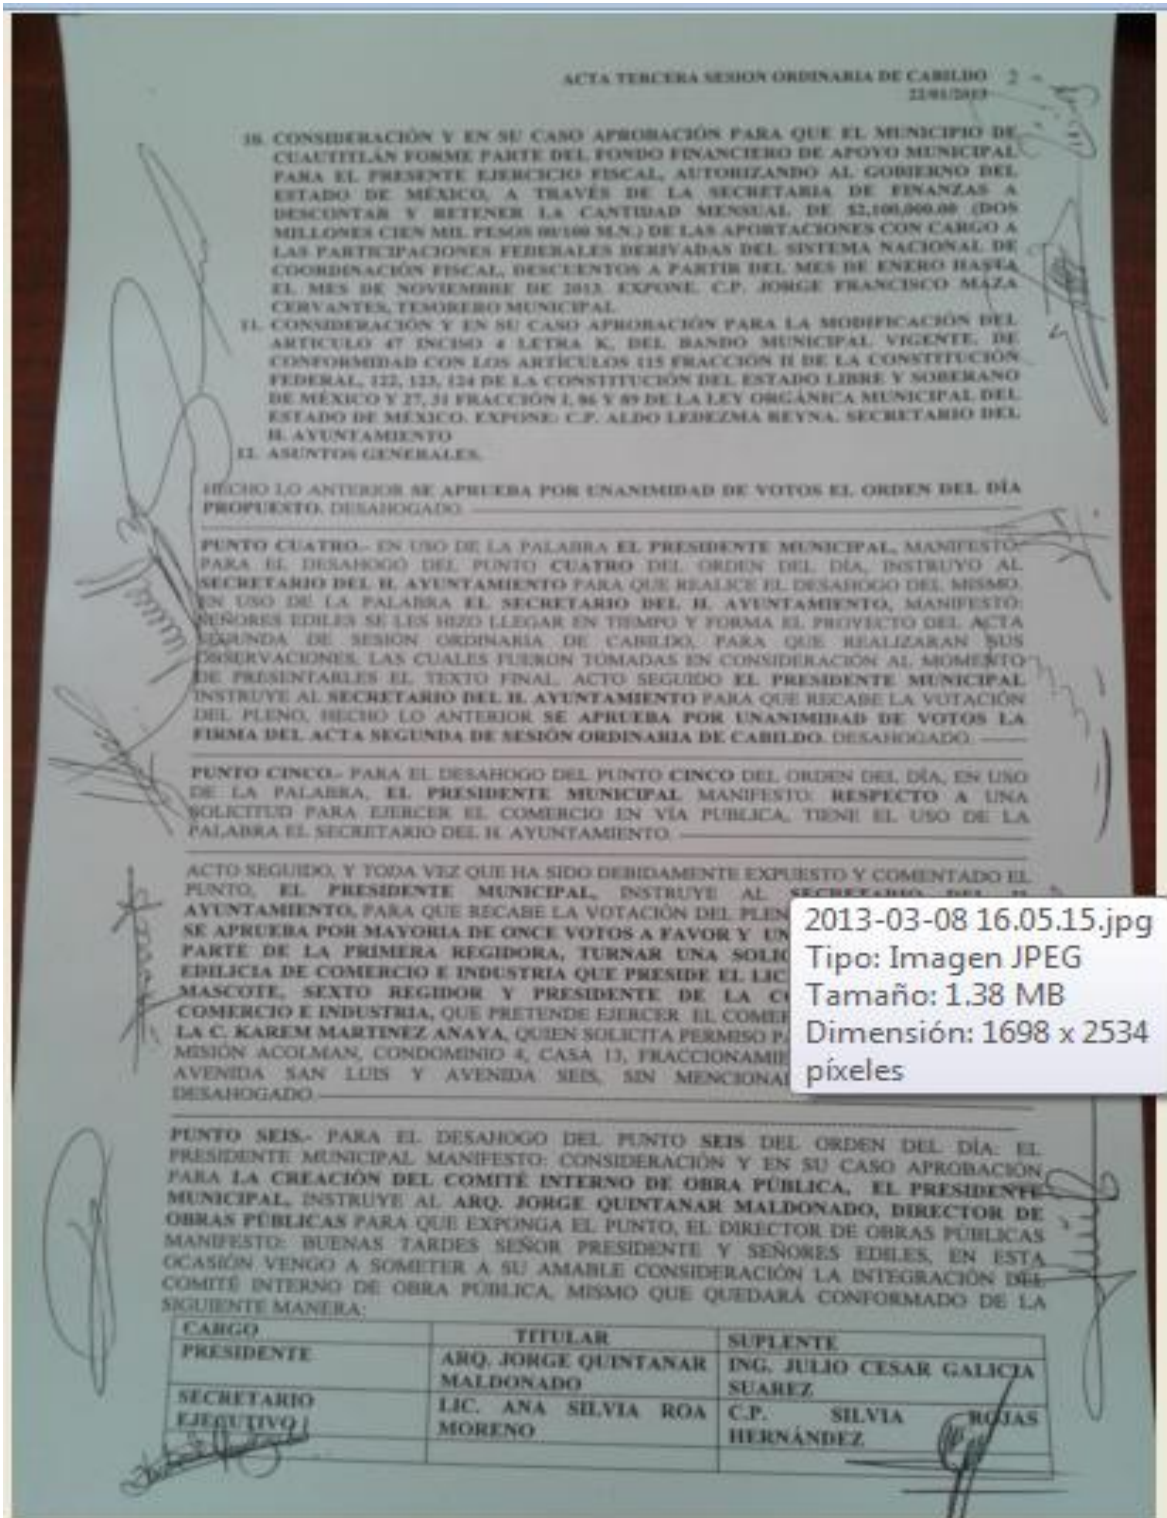 ACTA TERCERA SESION ORDINARIA DE CABILDO 2
22/01/2013
10. CONSIDERACIÓN Y EN SU CASO APROBACIÓN PARA QUE EL MUNICIPIO DE
CUAUTITLÁN FORME PARTE DEL FONDO FINANCIERO DE APOYO MUNICIPAL
PARA EL PRESENTE EJERCICIO FISCAL, AUTORIZANDO AL GOBIERNO DEL
ESTADO DE MÉXICO, A TRAVÉS DE LA SECRETARIA DE FINANZAS A
DESCONTAR Y RETENER LA CANTIDAD MENSUAL DE $2,100,000.00 (DOS
MILLONES CIEN MIL PESOS 00/100 M.N.) DE LAS APORTACIONES CON CARGO A
LAS PARTICIPACIONES FEDERALES DERIVADAS DEL SISTEMA NACIONAL DE
COORDINACIÓN FISCAL, DESCUENTOS A PARTIR DEL MES DE ENERO HASTA
EL MES DE NOVIEMBRE DE 2013. EXPONE. C.P. JORGE FRANCISCO MAZA
CERVANTES, TESORERO MUNICIPAL.
11. CONSIDERACIÓN Y EN SU CASO APROBACIÓN PARA LA MODIFICACIÓN DEL
ARTICULO 47 INCISO 4 LETRA K, DEL BANDO MUNICIPAL VIGENTE, DE
CONFORMIDAD CON LOS ARTÍCULOS 115 FRACCIÓN II DE LA CONSTITUCIÓN
FEDERAL, 122, 123, 124 DE LA CONSTITUCIÓN DEL ESTADO LIBRE Y SOBERANO
DE MÉXICO Y 27, 31 FRACCIÓN I, 86 Y 89 DE LA LEY ORGÁNICA MUNICIPAL DEL
ESTADO DE MÉXICO. EXPONE: C.P. ALDO LEDEZMA REYNA. SECRETARIO DEL
H. AYUNTAMIENTO
12. ASUNTOS GENERALES.
HECHO LO ANTERIOR SE APRUEBA POR UNANIMIDAD DE VOTOS EL ORDEN DEL DÍA
PROPUESTO. DESAHOGADO.
PUNTO CUATRO.- EN USO DE LA PALABRA EL PRESIDENTE MUNICIPAL, MANIFESTÓ:
PARA EL DESAHOGO DEL PUNTO CUATRO DEL ORDEN DEL DÍA, INSTRUYO AL
SECRETARIO DEL H. AYUNTAMIENTO PARA QUE REALICE EL DESAHOGO DEL MISMO.
EN USO DE LA PALABRA EL SECRETARIO DEL H. AYUNTAMIENTO, MANIFESTÓ:
SEÑORES EDILES SE LES HIZO LLEGAR EN TIEMPO Y FORMA EL PROYECTO DEL ACTA
SEGUNDA DE SESIÓN ORDINARIA DE CABILDO, PARA QUE REALIZARAN SUS
OBSERVACIONES, LAS CUALES FUERON TOMADAS EN CONSIDERACIÓN AL MOMENTO
DE PRESENTARLES EL TEXTO FINAL. ACTO SEGUIDO EL PRESIDENTE MUNICIPAL
INSTRUYE AL SECRETARIO DEL H. AYUNTAMIENTO PARA QUE RECABE LA VOTACIÓN
DEL PLENO, HECHO LO ANTERIOR SE APRUEBA POR UNANIMIDAD DE VOTOS LA
FIRMA DEL ACTA SEGUNDA DE SESIÓN ORDINARIA DE CABILDO. DESAHOGADO.
PUNTO CINCO.- PARA EL DESAHOGO DEL PUNTO CINCO DEL ORDEN DEL DÍA, EN USO
DE LA PALABRA, EL PRESIDENTE MUNICIPAL MANIFESTO: RESPECTO A UNA
SOLICITUD PARA EJERCER EL COMERCIO EN VÍA PUBLICA, TIENE EL USO DE LA
PALABRA EL SECRETARIO DEL H. AYUNTAMIENTO.
ACTO SEGUIDO, Y TODA VEZ QUE HA SIDO DEBIDAMENTE EXPUESTO Y COMENTADO EL
PUNTO, EL PRESIDENTE MUNICIPAL, INSTRUYE AL SECRETARIO DEL H
AYUNTAMIENTO, PARA QUE RECABE LA VOTACIÓN DEL PLEN
SE APRUEBA POR MAYORIA DE ONCE VOTOS A FAVOR Y UN
PARTE DE LA PRIMERA REGIDORA, TURNAR UNA SOLIC
EDILICIA DE COMERCIO E INDUSTRIA QUE PRESIDE EL LIC
MASCOTE, SEXTO REGIDOR Y PRESIDENTE DE LA C
COMERCIO E INDUSTRIA, QUE PRETENDE EJERCER EL COMER
LA C. KAREM MARTINEZ ANAYA, QUIEN SOLICITA PERMISO P
MISIÓN ACOLMAN, CONDOMINIO 4, CASA 13, FRACCIONAMIE
AVENIDA SAN LUIS Y AVENIDA SEIS, SIN MENCIONA
DESAHOGADO.
2013-03-08 16.05.15.jpg
Tipo: Imagen JPEG
Tamaño: 1.38 MB
Dimensión: 1698 x 2534
píxeles
PUNTO SEIS.- PARA EL DESAHOGO DEL PUNTO SEIS DEL ORDEN DEL DÍA: EL
PRESIDENTE MUNICIPAL MANIFESTO: CONSIDERACIÓN Y EN SU CASO APROBACIÓN
PARA LA CREACIÓN DEL COMITÉ INTERNO DE OBRA PÚBLICA, EL PRESIDENTE
MUNICIPAL, INSTRUYE AL ARQ. JORGE QUINTANAR MALDONADO, DIRECTOR DE
OBRAS PÚBLICAS PARA QUE EXPONGA EL PUNTO, EL DIRECTOR DE OBRAS PÚBLICAS
MANIFESTO: BUENAS TARDES SEÑOR PRESIDENTE Y SEÑORES EDILES, EN ESTA
OCASIÓN VENGO A SOMETER A SU AMABLE CONSIDERACIÓN LA INTEGRACIÓN DEL
COMITÉ INTERNO DE OBRA PÚBLICA, MISMO QUE QUEDARÁ CONFORMADO DE LA
SIGUIENTE MANERA:
CARGO TITULAR SUPLENTE
PRESIDENTE ARQ. JORGE QUINTANAR ING. JULIO CESAR GALICIA
MALDONADO SUAREZ
SECRETARIO LIC. ANA SILVIA ROA C.P. SILVIA ROJAS
EJECUTIVO MORENO HERNÁNDEZ